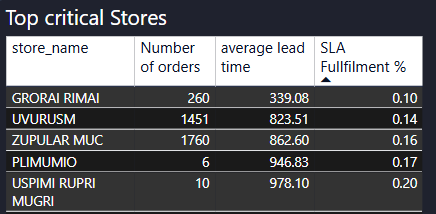 Top critical Stores
store_name Number of orders average lead time SLA Fullfilment %
GRORAI RIMAI 260 339.08 0.10
UVURUSM 1451 823.51 0.14
ZUPULAR MUC 1760 862.60 0.16
PLIMUMIO 6 946.83 0.17
USPIMI RUPRI MUGRI 10 978.10 0.20